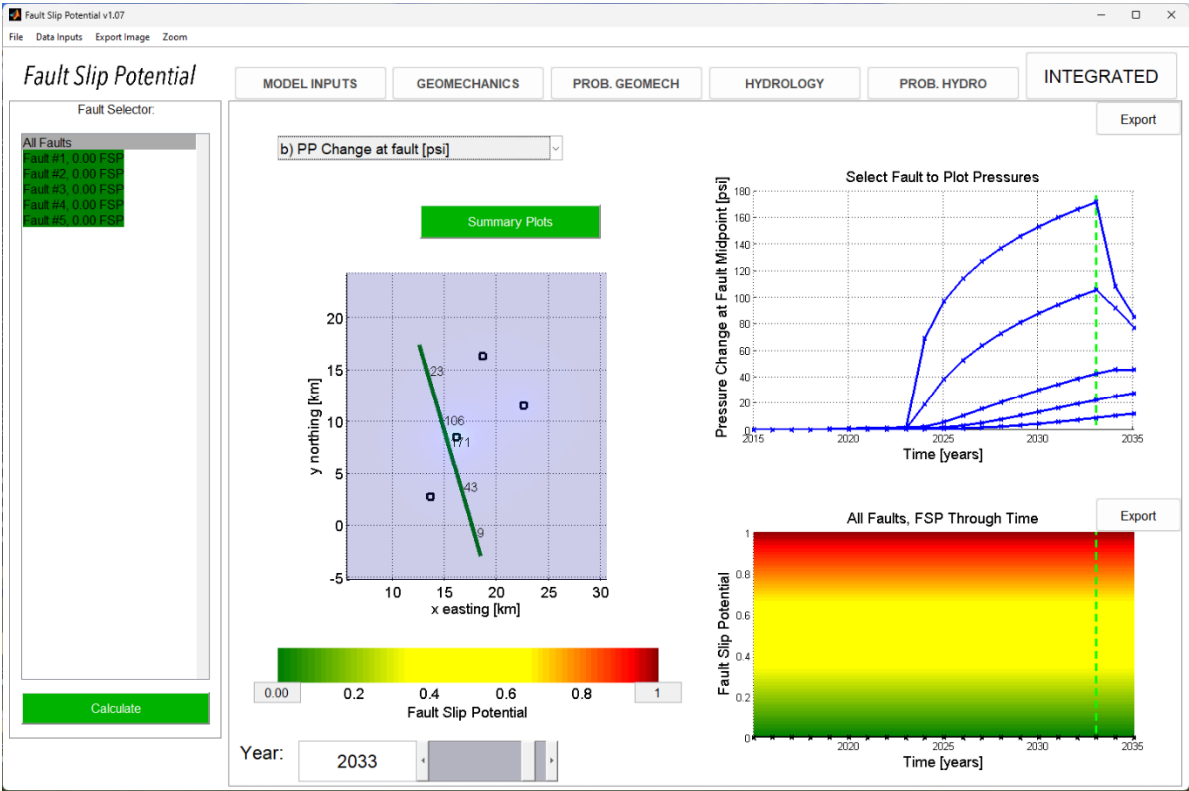 Fault Slip Potential v1.07
File Data Inputs Export Image Zoom
Fault Slip Potential
MODEL INPUTS
GEOMECHANICS
PROB. GEOMECH
HYDROLOGY
PROB. HYDRO
INTEGRATED
Fault Selector:
All Faults
Fault #1, 0.00 FSP
Fault #2, 0.00 FSP
Fault #3, 0.00 FSP
Fault #4, 0.00 FSP
Fault #5, 0.00 FSP
Calculate
b) PP Change at fault [psi]
Summary Plots
20
15
10
5
0
-5
y northing [km]
23
106
171
43
9
10 15 20 25 30
x easting [km]
0.00 0.2 0.4 0.6 0.8 1
Fault Slip Potential
Year: 2033
Export
Select Fault to Plot Pressures
Pressure Change at Fault Midpoint [psi]
180
160
140
120
100
80
60
40
20
0
2015 2020 2025 2030 2035
Time [years]
Export
All Faults, FSP Through Time
Fault Slip Potential
1
0.8
0.6
0.4
0.2
0
2020 2025 2030 2035
Time [years]